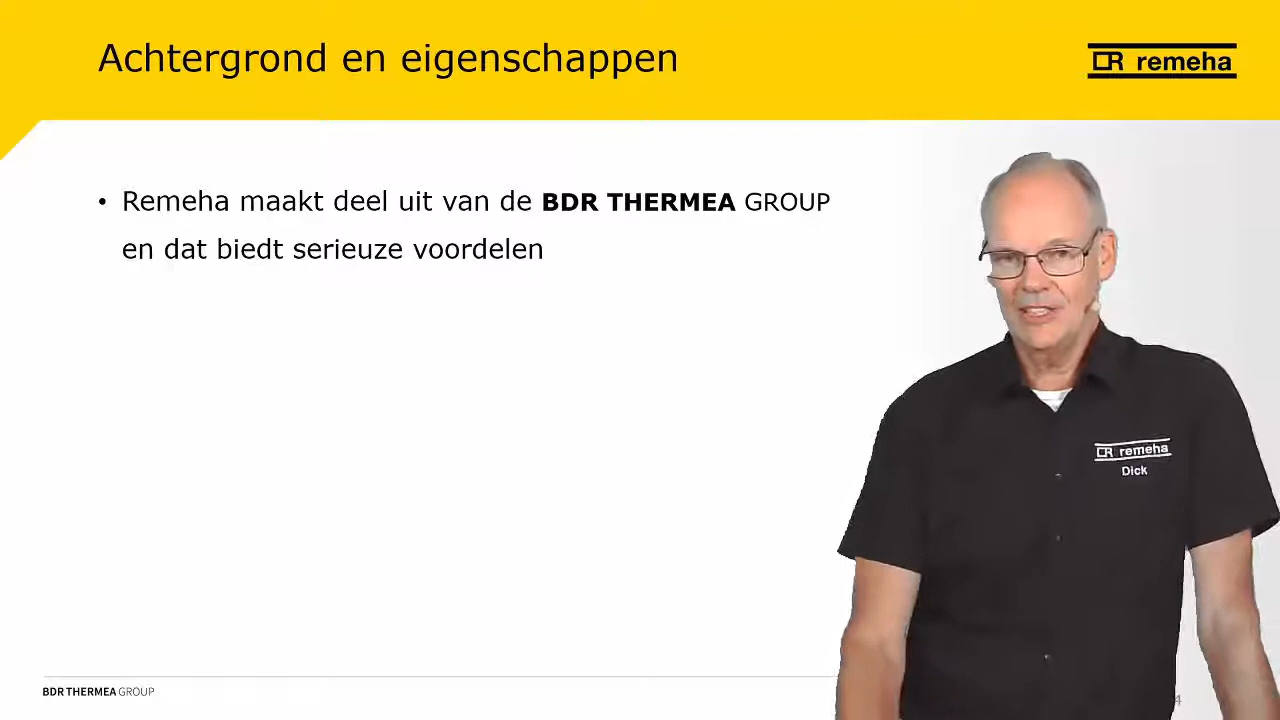 Achtergrond en eigenschappen
remeha
• Remeha maakt deel uit van de BDR THERMEA GROUP
en dat biedt serieuze voordelen
remeha
Dick
BDR THERMEA GROUP
4